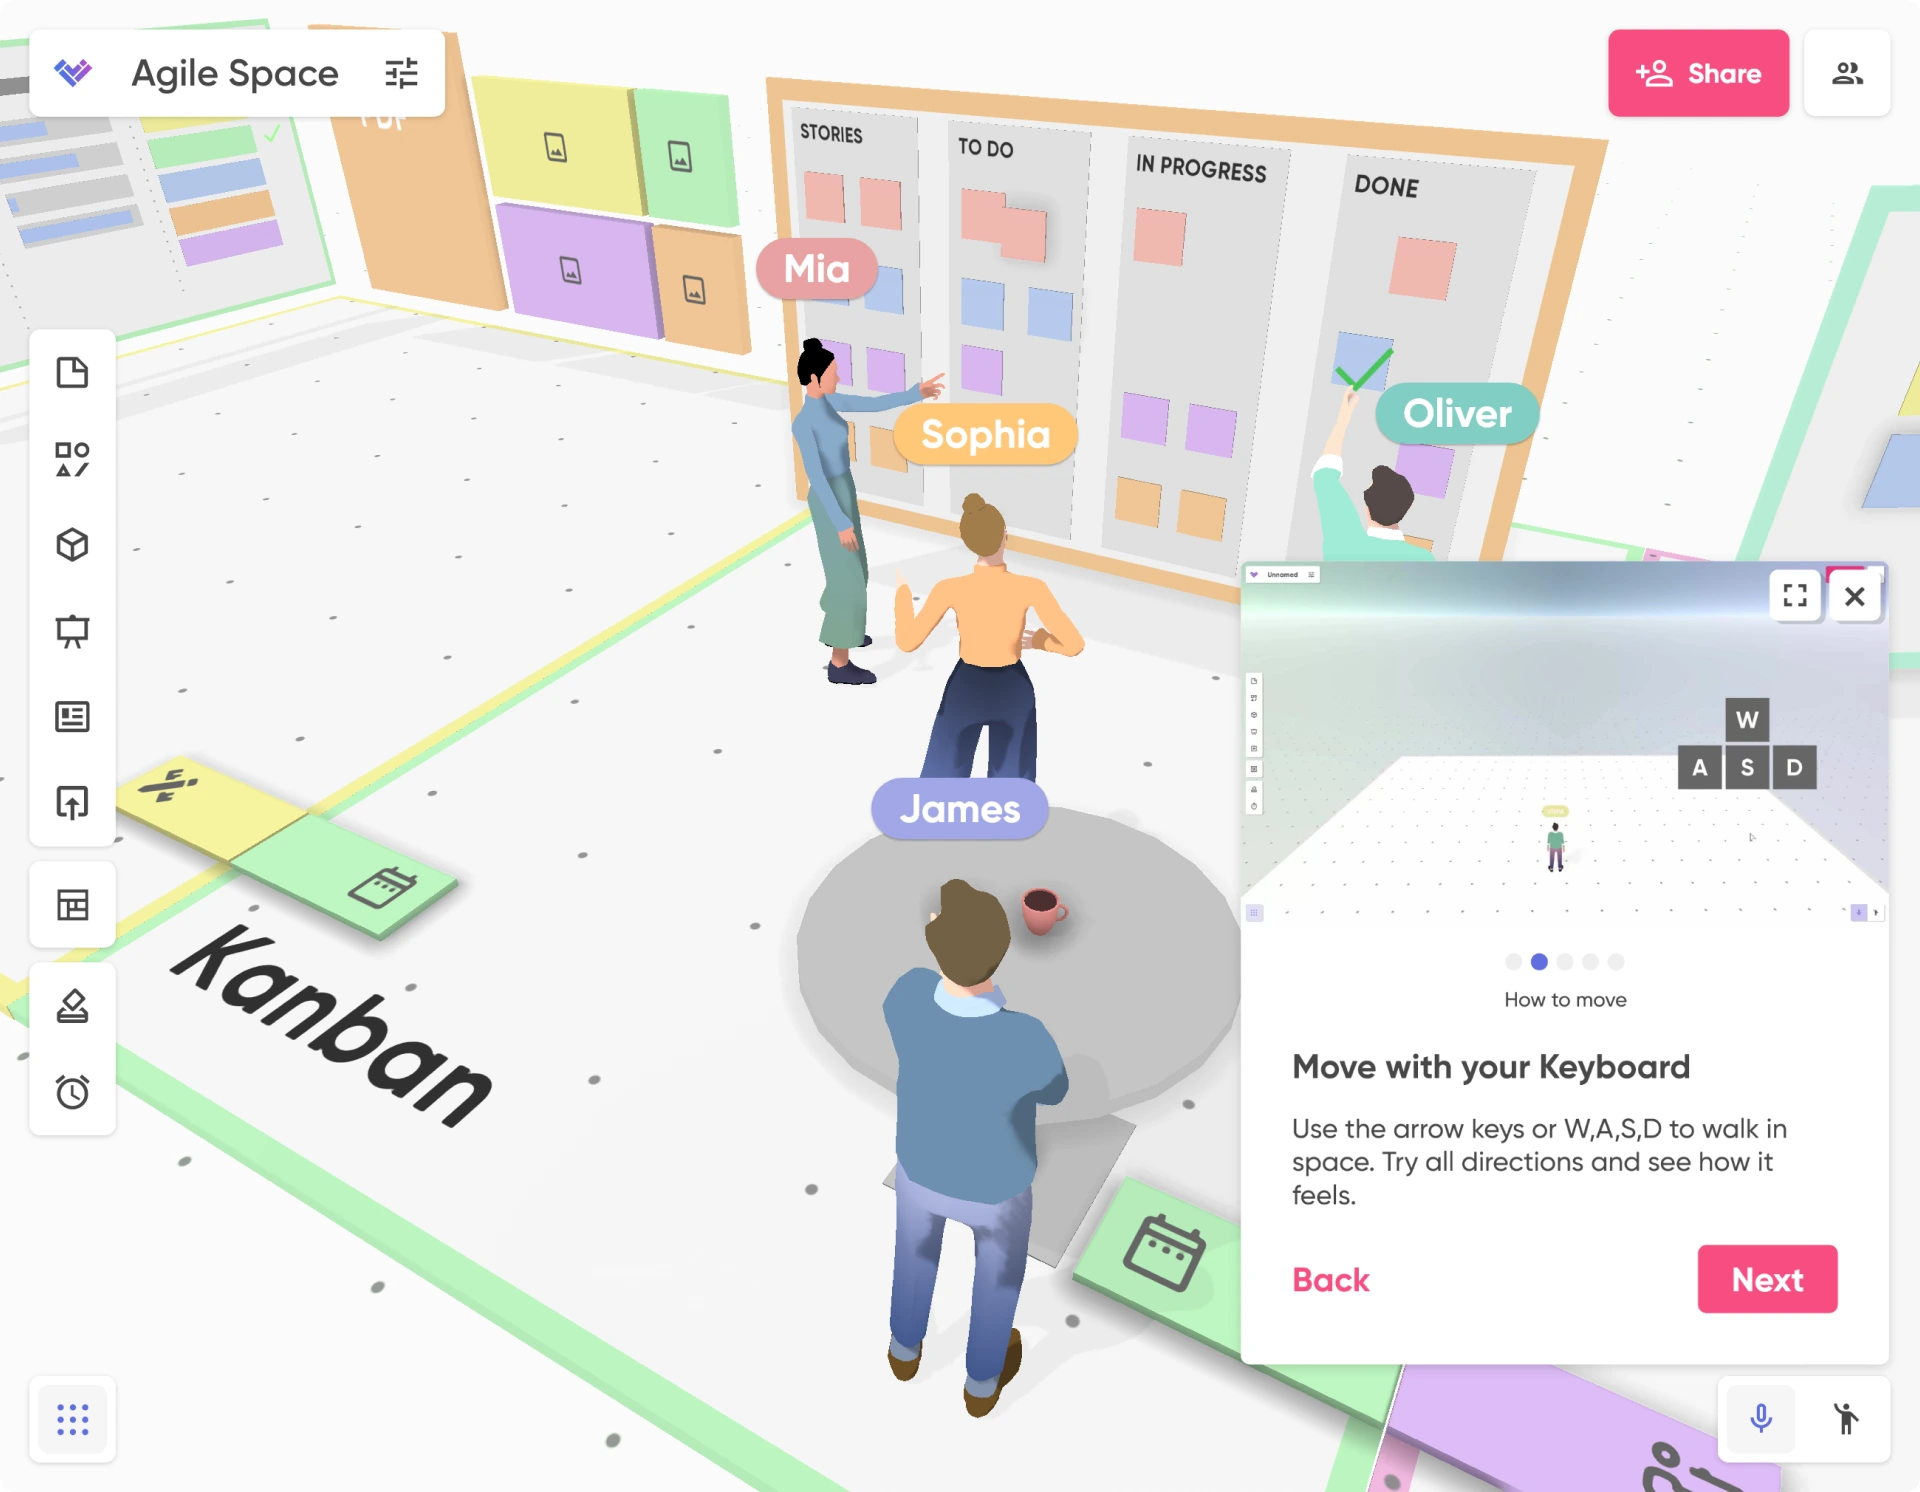 Agile Space
Share
PDF
STORIES
TO DO
IN PROGRESS
DONE
Mia
Sophia
Oliver
James
Kanban
Unnamed
W
A S D
How to move
Move with your Keyboard
Use the arrow keys or W,A,S,D to walk in
space. Try all directions and see how it
feels.
Back
Next